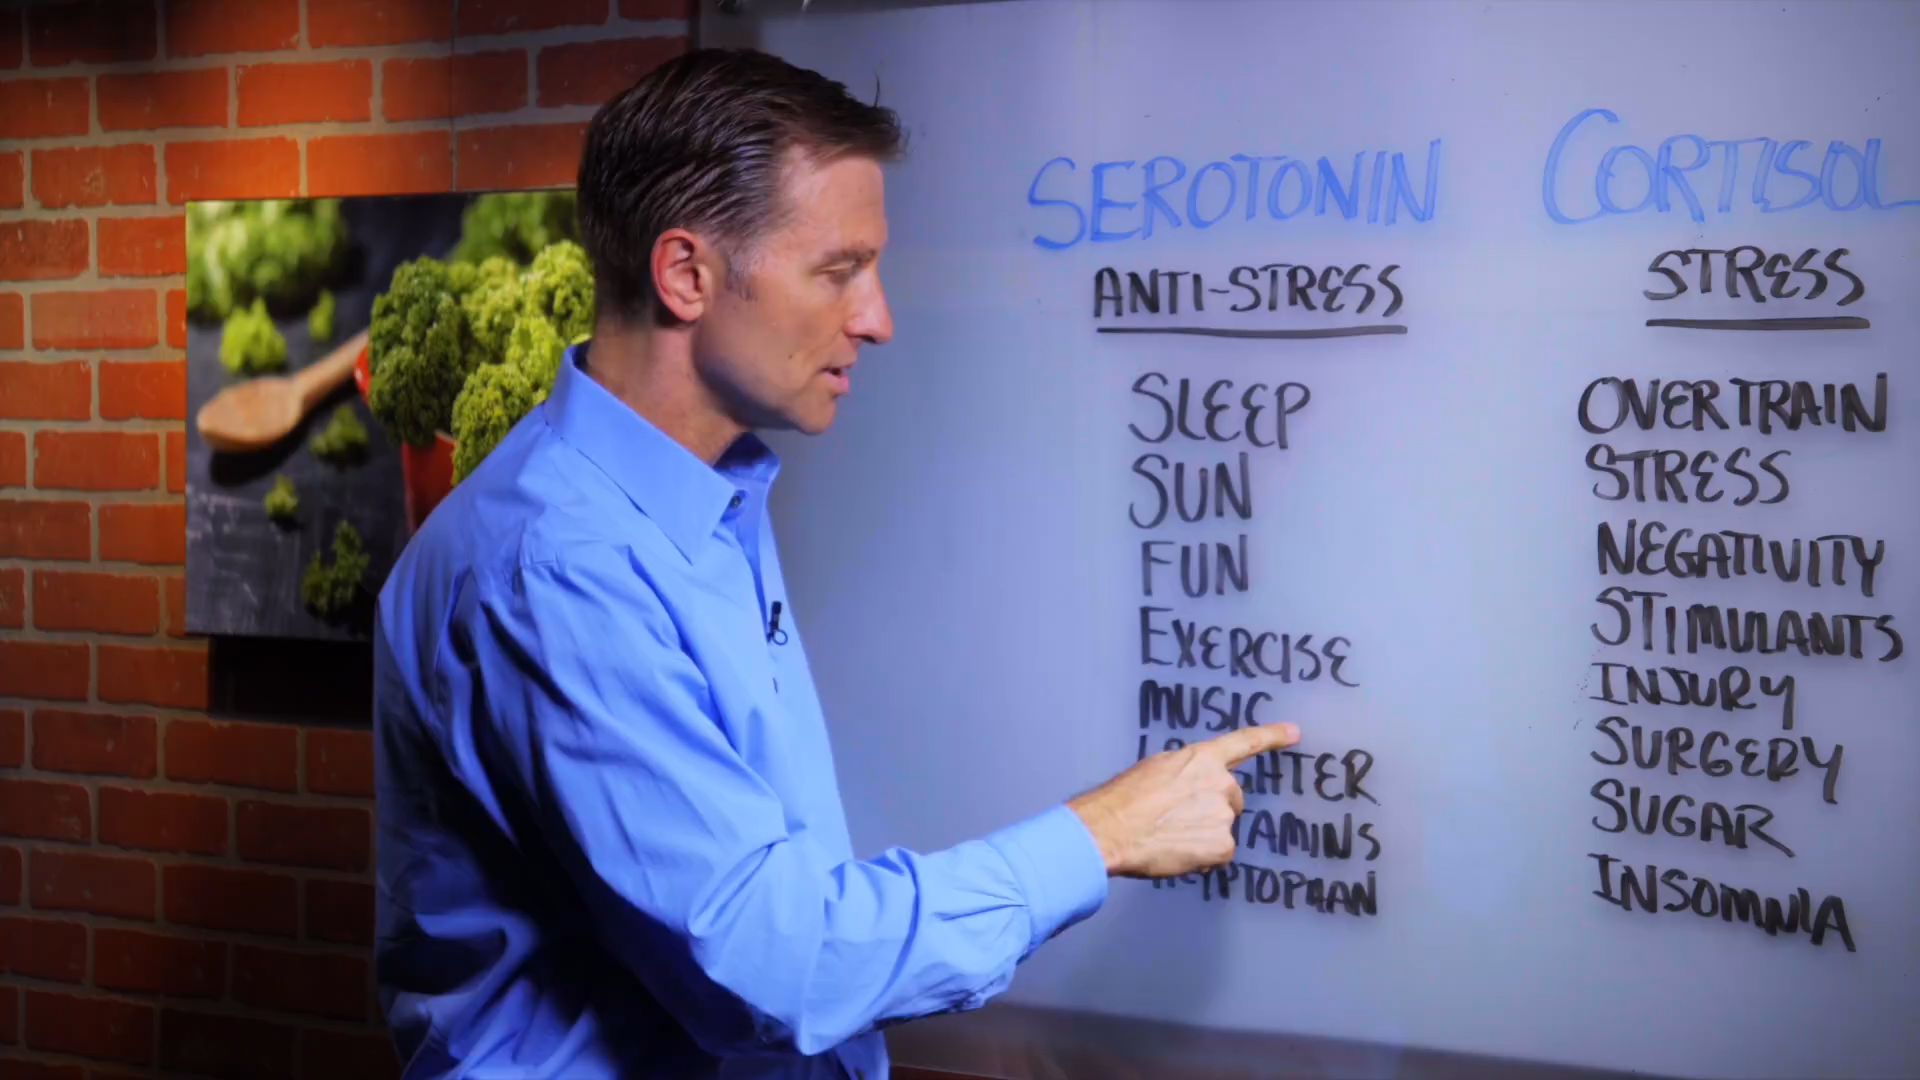 SEROTONIN
ANTI-STRESS
SLEEP
SUN
FUN
EXERCISE
MUSIC
CORTISOL
STRESS
OVERTRAIN
STRESS
NEGATIVITY
STIMULANTS
INJURY
SURGERY
SUGAR
INSOMNIA